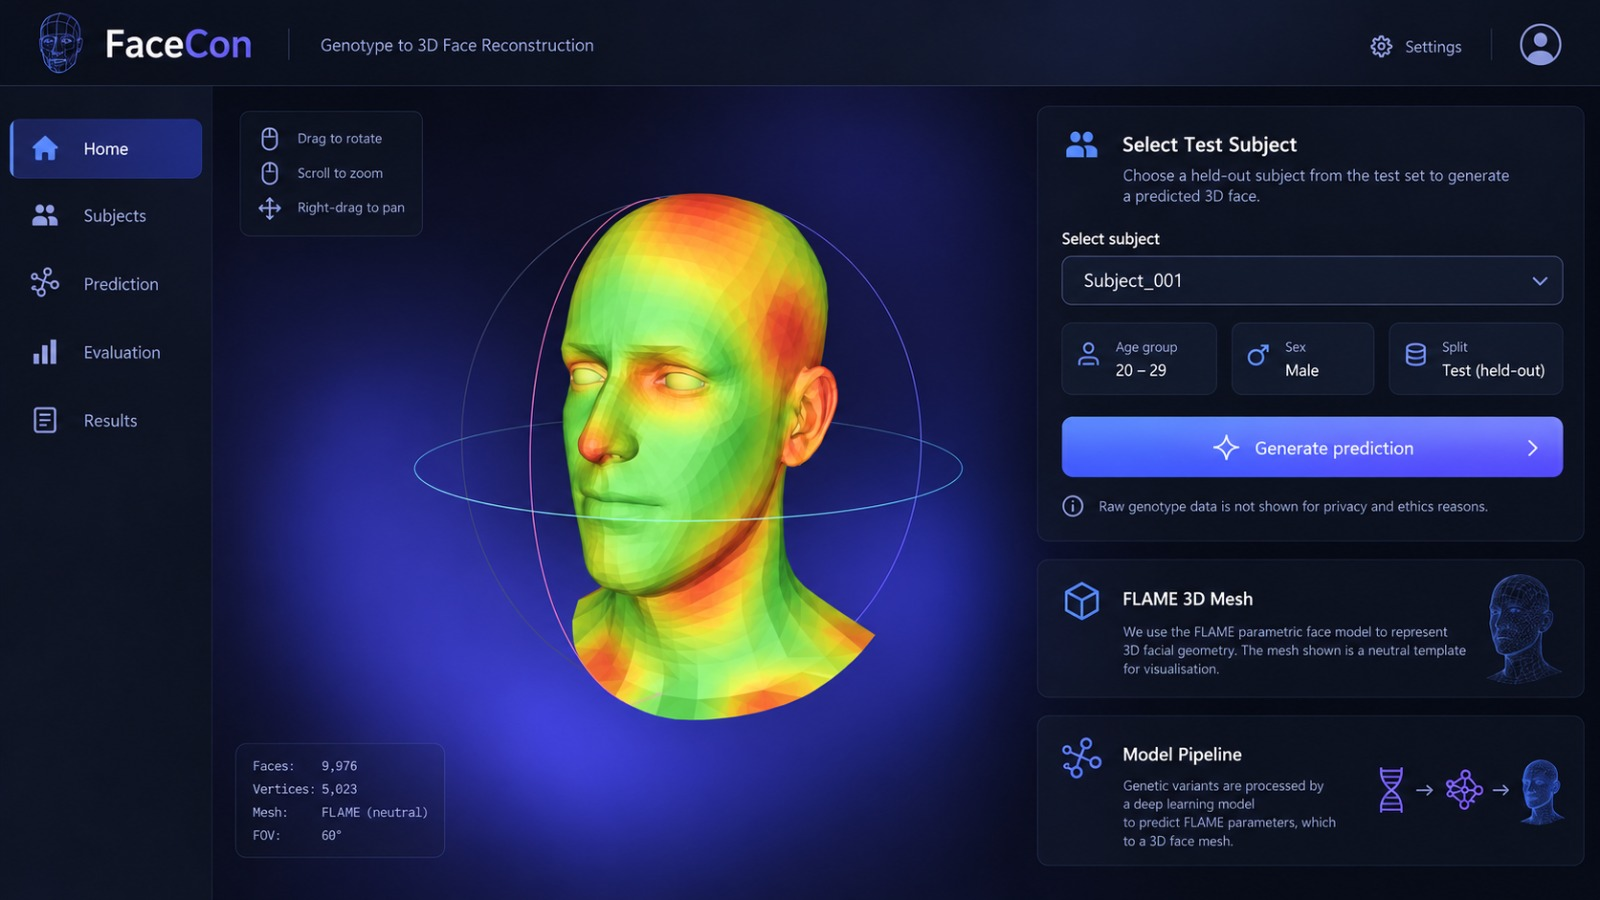 FaceCon
Genotype to 3D Face Reconstruction
Settings
Home
Subjects
Prediction
Evaluation
Results
Drag to rotate
Scroll to zoom
Right-drag to pan
Faces: 9,976
Vertices: 5,023
Mesh: FLAME (neutral)
FOV: 60°
Select Test Subject
Choose a held-out subject from the test set to generate
a predicted 3D face.
Select subject
Subject_001
Age group
20 – 29
Sex
Male
Split
Test (held-out)
Generate prediction
Raw genotype data is not shown for privacy and ethics reasons.
FLAME 3D Mesh
We use the FLAME parametric face model to represent
3D facial geometry. The mesh shown is a neutral template
for visualisation.
Model Pipeline
Genetic variants are processed by
a deep learning model
to predict FLAME parameters, which
to a 3D face mesh.